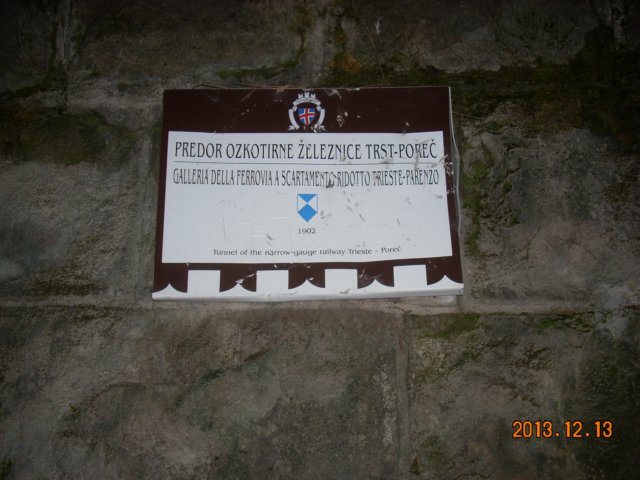 PREDOR OZKOTIRNE ŽELEZNICE TRST-POREČ
GALLERIA DELLA FERROVIA A SCARTAMENTO RIDOTTO TRIESTE-PARENZO
1902
Tunnel of the narrow-gauge railway Trieste - Poreč
2013.12.13